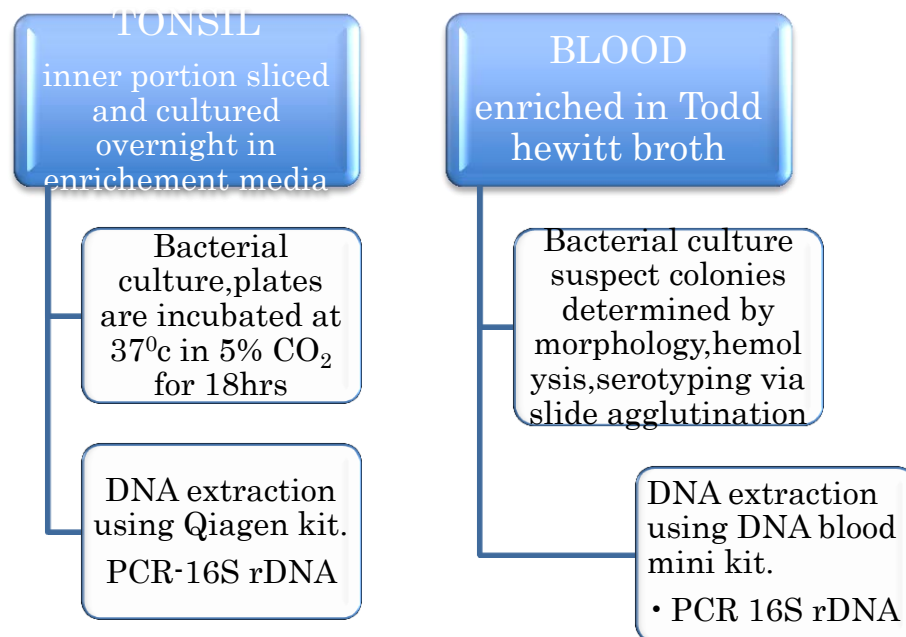 TONSIL
inner portion sliced
and cultured
overnight in
enrichement media
Bacterial
culture,plates
are incubated at
37⁰c in 5% CO₂
for 18hrs
DNA extraction
using Qiagen kit.
PCR-16S rDNA
BLOOD
enriched in Todd
hewitt broth
Bacterial culture
suspect colonies
determined by
morphology,hemol
ysis,serotyping via
slide agglutination
DNA extraction
using DNA blood
mini kit.
• PCR 16S rDNA